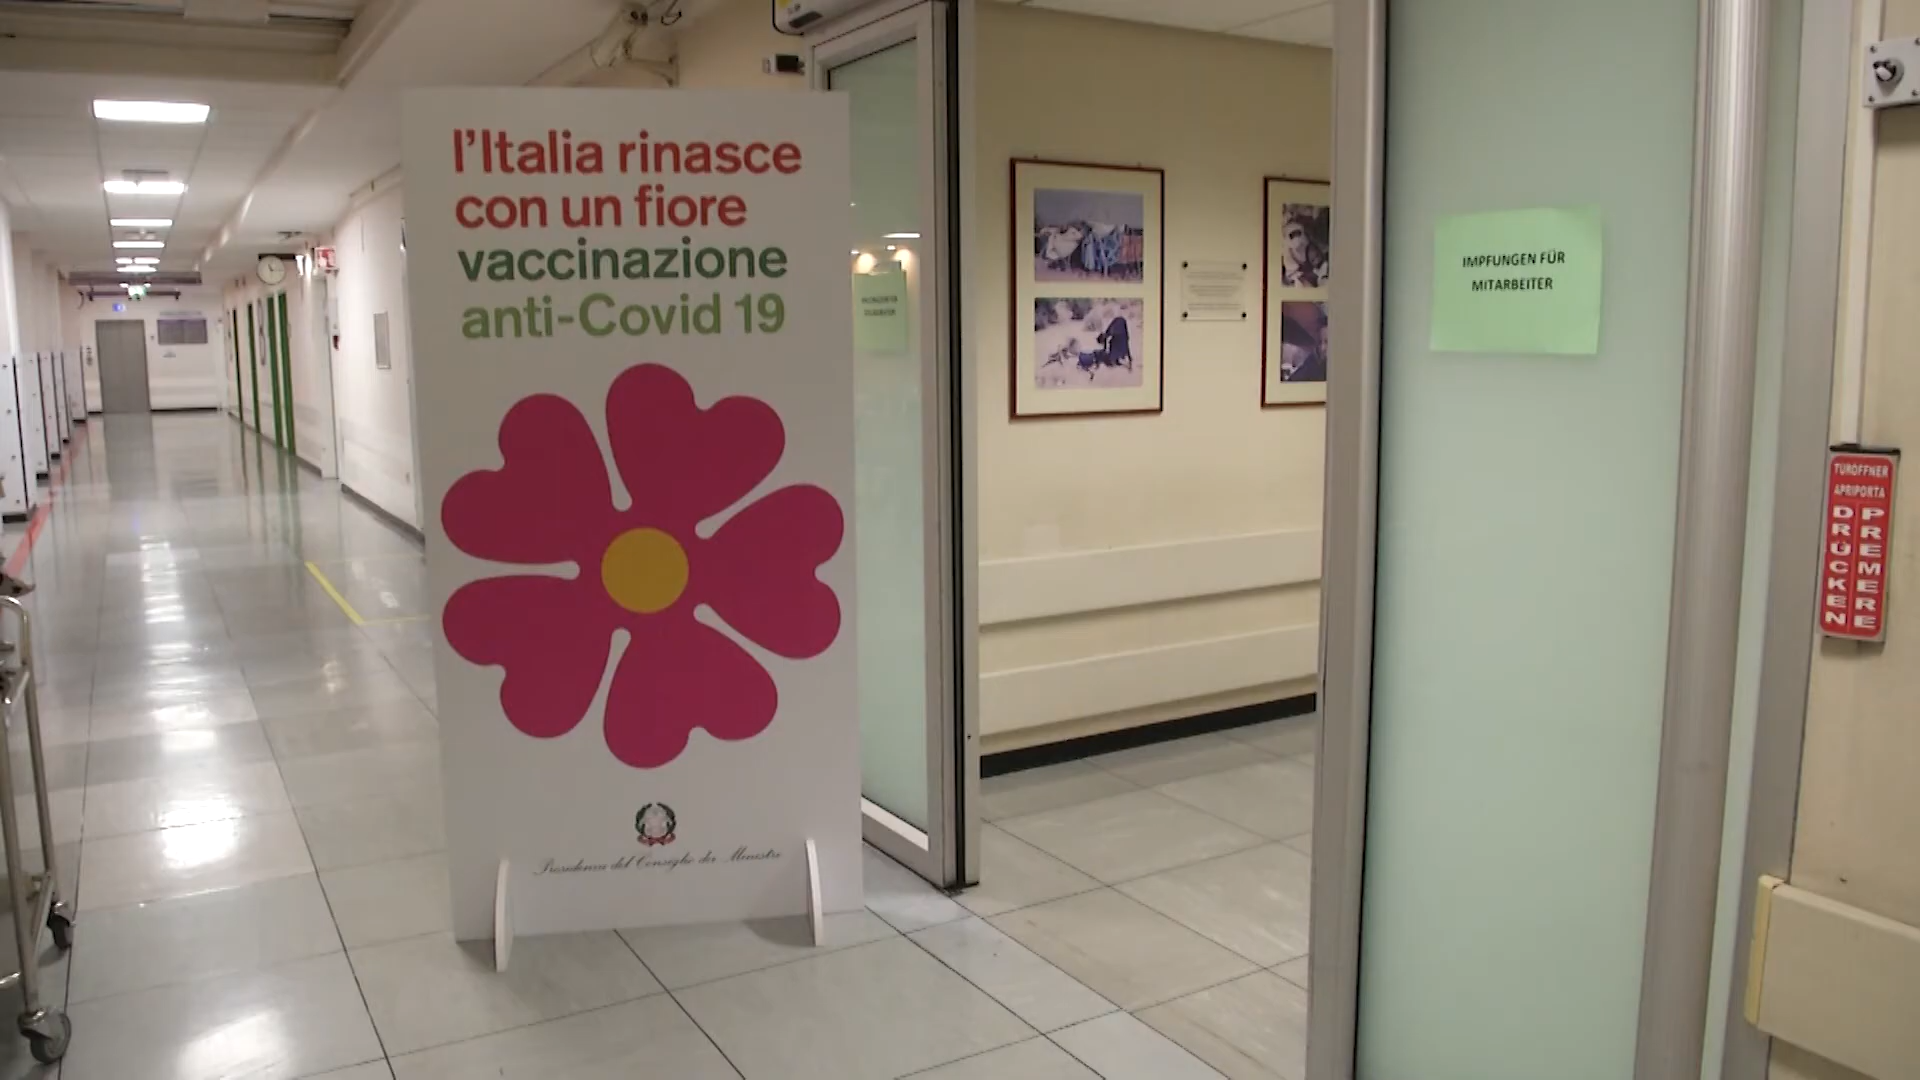 l'Italia rinasce
con un fiore
vaccinazione
anti-Covid 19
Presidenza del Consiglio dei Ministri
IMPFUNGEN FÜR
MITARBEITER
TÜRÖFFNER
APRIPORTA
DRÜCKEN
PREMERE